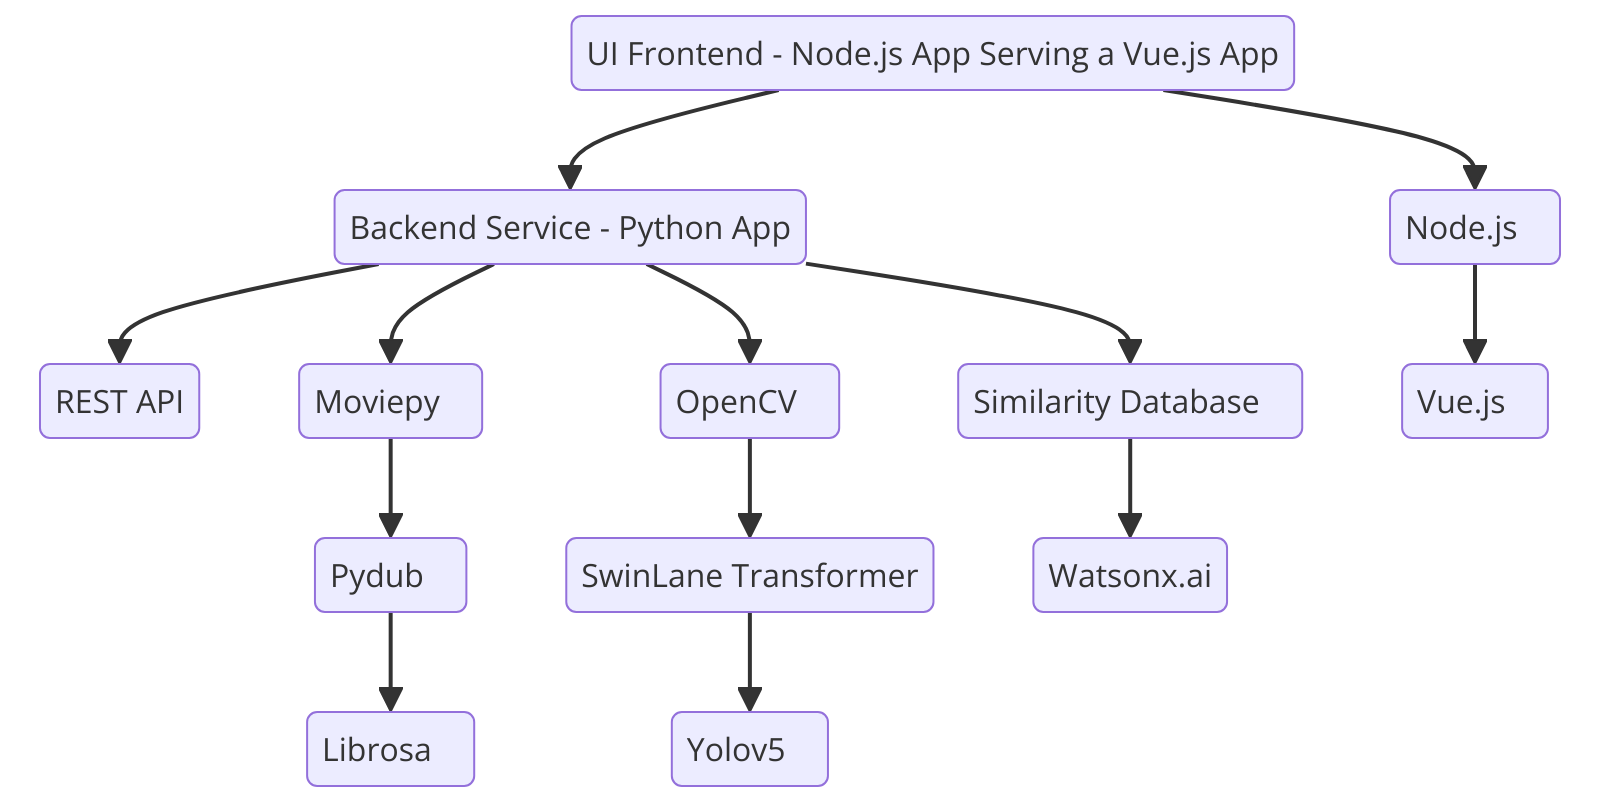 UI Frontend - Node.js App Serving a Vue.js App
Backend Service - Python App
Node.js
REST API
Moviepy
OpenCV
Similarity Database
Vue.js
Pydub
SwinLane Transformer
Watsonx.ai
Librosa
Yolov5